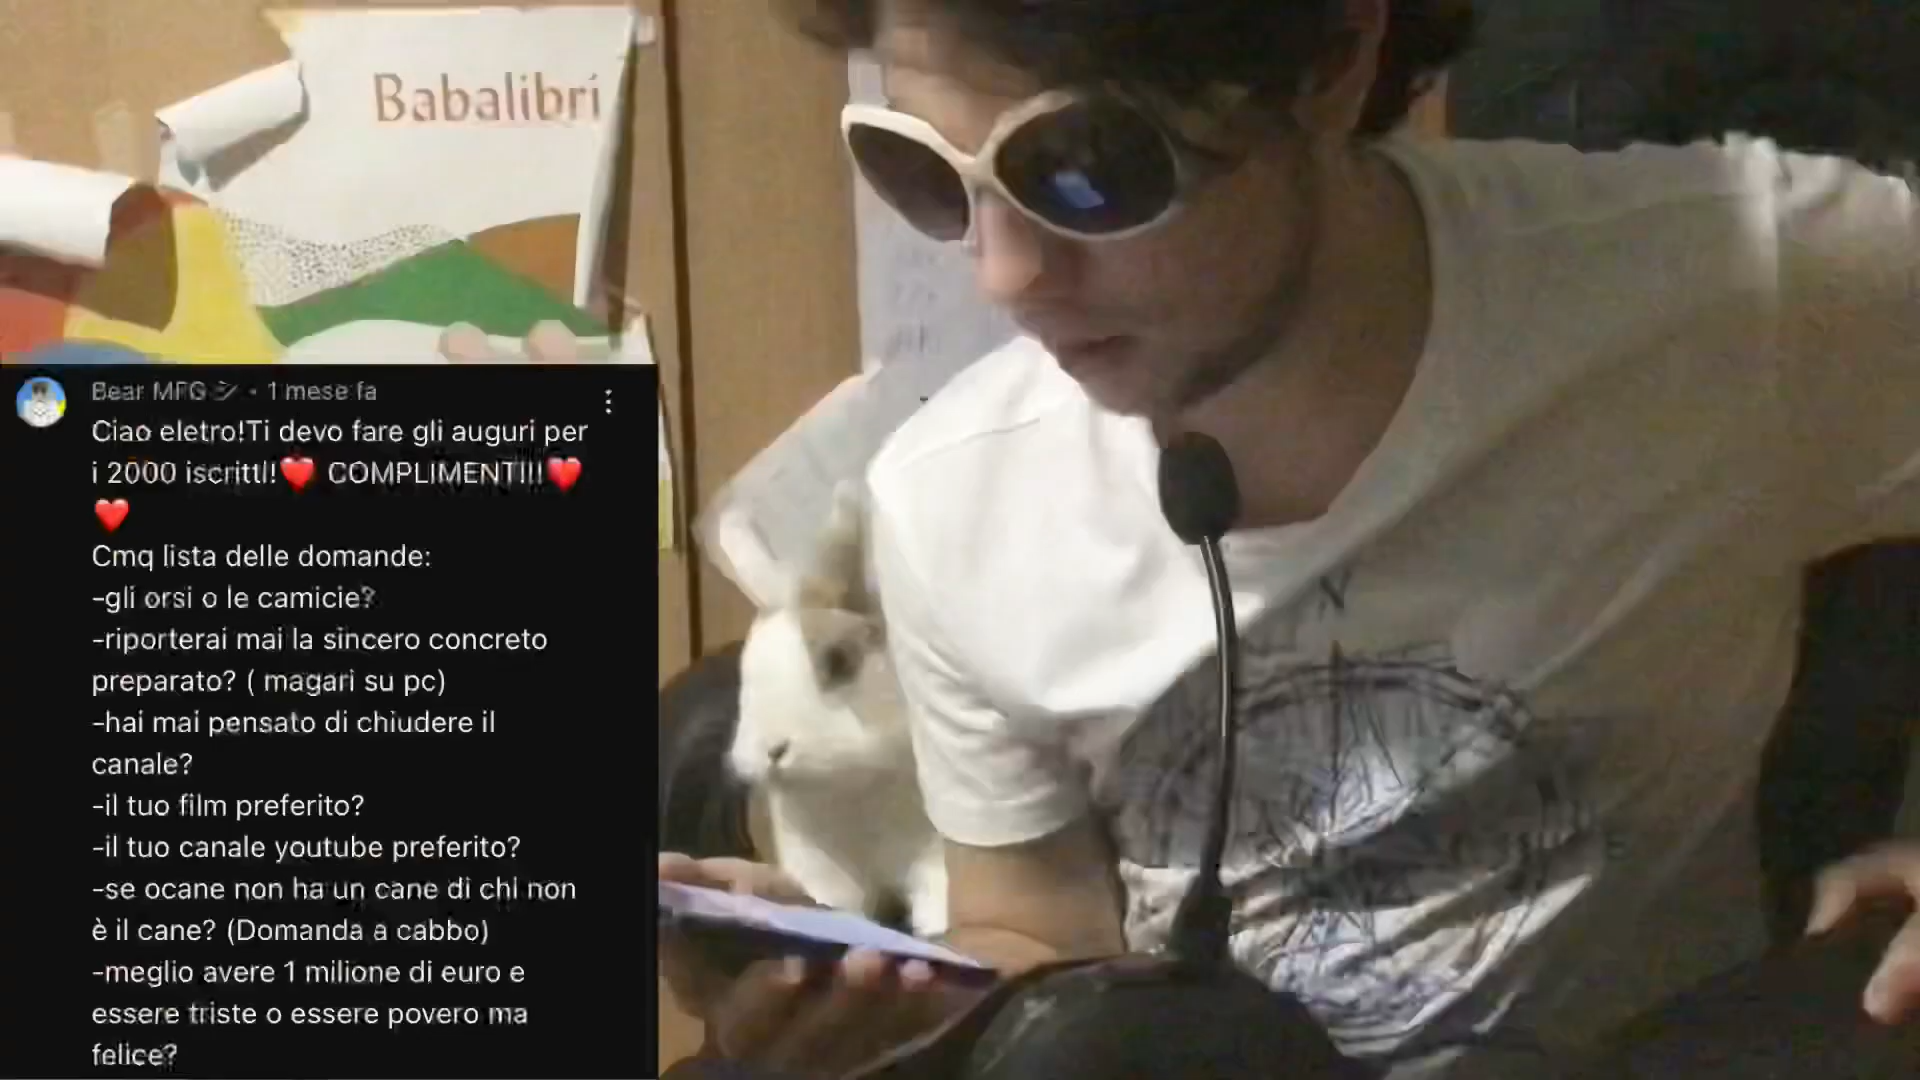 Babalibri
Bear MFG シ • 1 mese fa
Ciao eletro!Ti devo fare gli auguri per
i 2000 iscritti!❤️ COMPLIMENTI!!❤️
❤️
Cmq lista delle domande:
-gli orsi o le camicie?
-riporterai mai la sincero concreto
preparato? ( magari su pc)
-hai mai pensato di chiudere il
canale?
-il tuo film preferito?
-il tuo canale youtube preferito?
-se ocane non ha un cane di chi non
è il cane? (Domanda a cabbo)
-meglio avere 1 milione di euro e
essere triste o essere povero ma
felice?